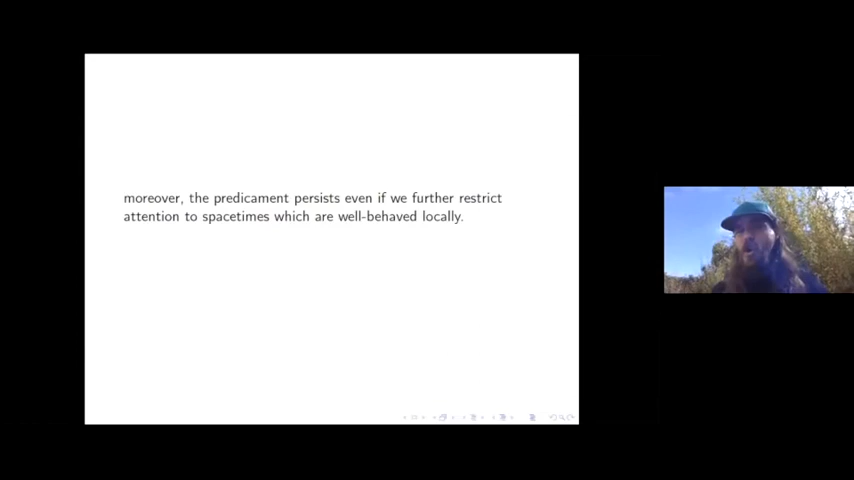 moreover, the predicament persists even if we further restrict
attention to spacetimes which are well-behaved locally.